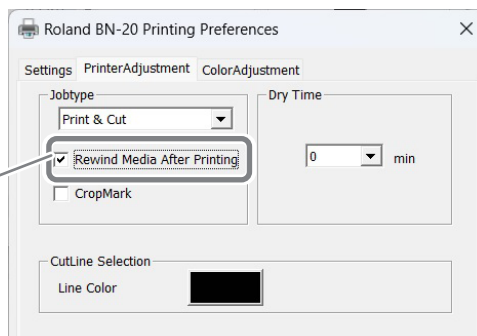 Roland BN-20 Printing Preferences
Settings PrinterAdjustment ColorAdjustment
Jobtype
Print & Cut
Rewind Media After Printing
CropMark
Dry Time
0 min
CutLine Selection
Line Color